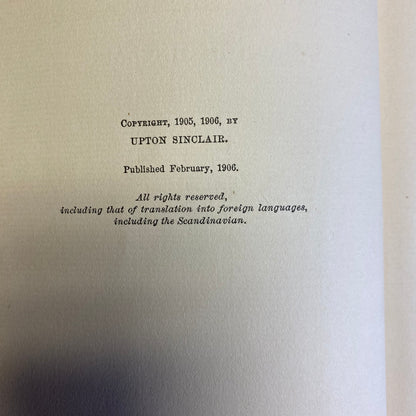 COPYRIGHT, 1905, 1906, BY
UPTON SINCLAIR.
Published February, 1906.
All rights reserved,
including that of translation into foreign languages,
including the Scandinavian.